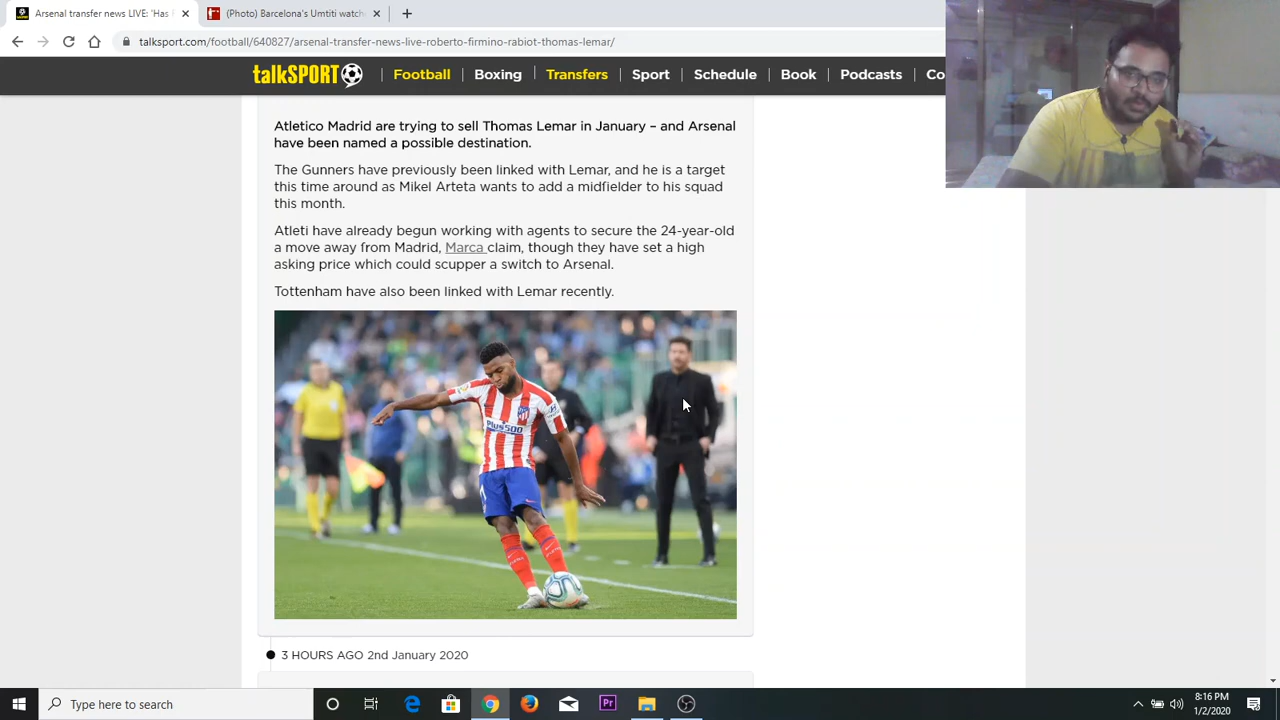 Arsenal transfer news LIVE: 'Has
(Photo) Barcelona's Umtiti watch
talksport.com/football/640827/arsenal-transfer-news-live-roberto-firmino-rabiot-thomas-lemar/
talkSPORT
Football
Boxing
Transfers
Sport
Schedule
Book
Podcasts
Co
Atletico Madrid are trying to sell Thomas Lemar in January – and Arsenal
have been named a possible destination.
The Gunners have previously been linked with Lemar, and he is a target
this time around as Mikel Arteta wants to add a midfielder to his squad
this month.
Atleti have already begun working with agents to secure the 24-year-old
a move away from Madrid, Marca claim, though they have set a high
asking price which could scupper a switch to Arsenal.
Tottenham have also been linked with Lemar recently.
Plus500
3 HOURS AGO 2nd January 2020
Type here to search
Pr
8:16 PM
1/2/2020